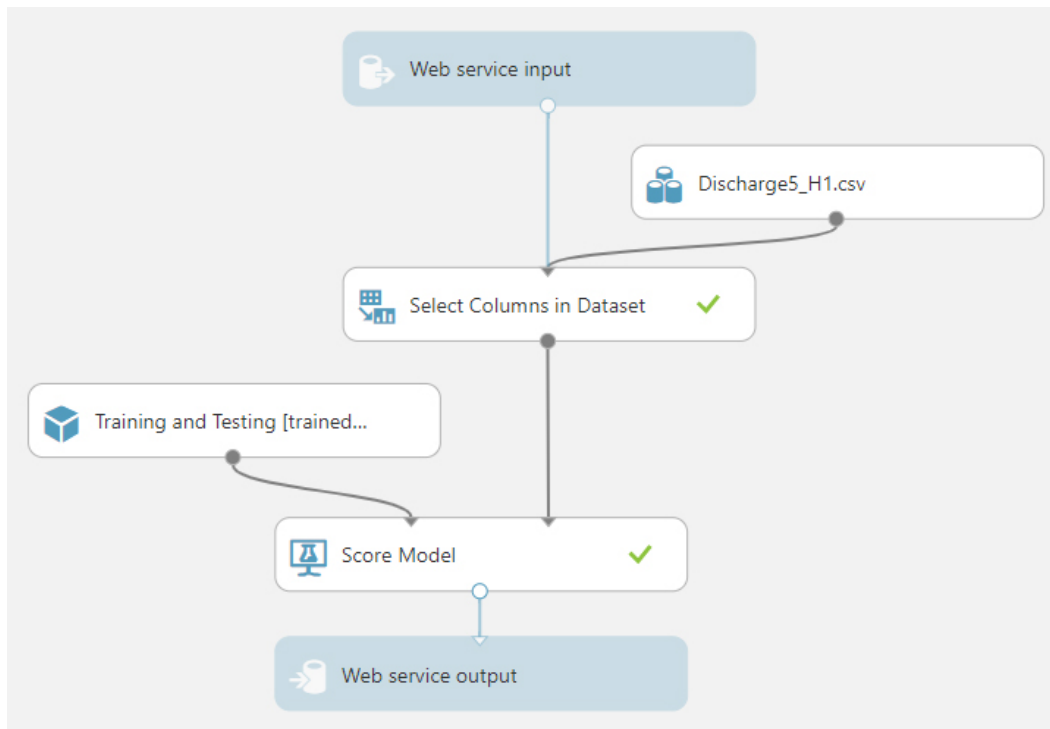 Web service input
Discharge5_H1.csv
Select Columns in Dataset
Training and Testing [trained...
Score Model
Web service output